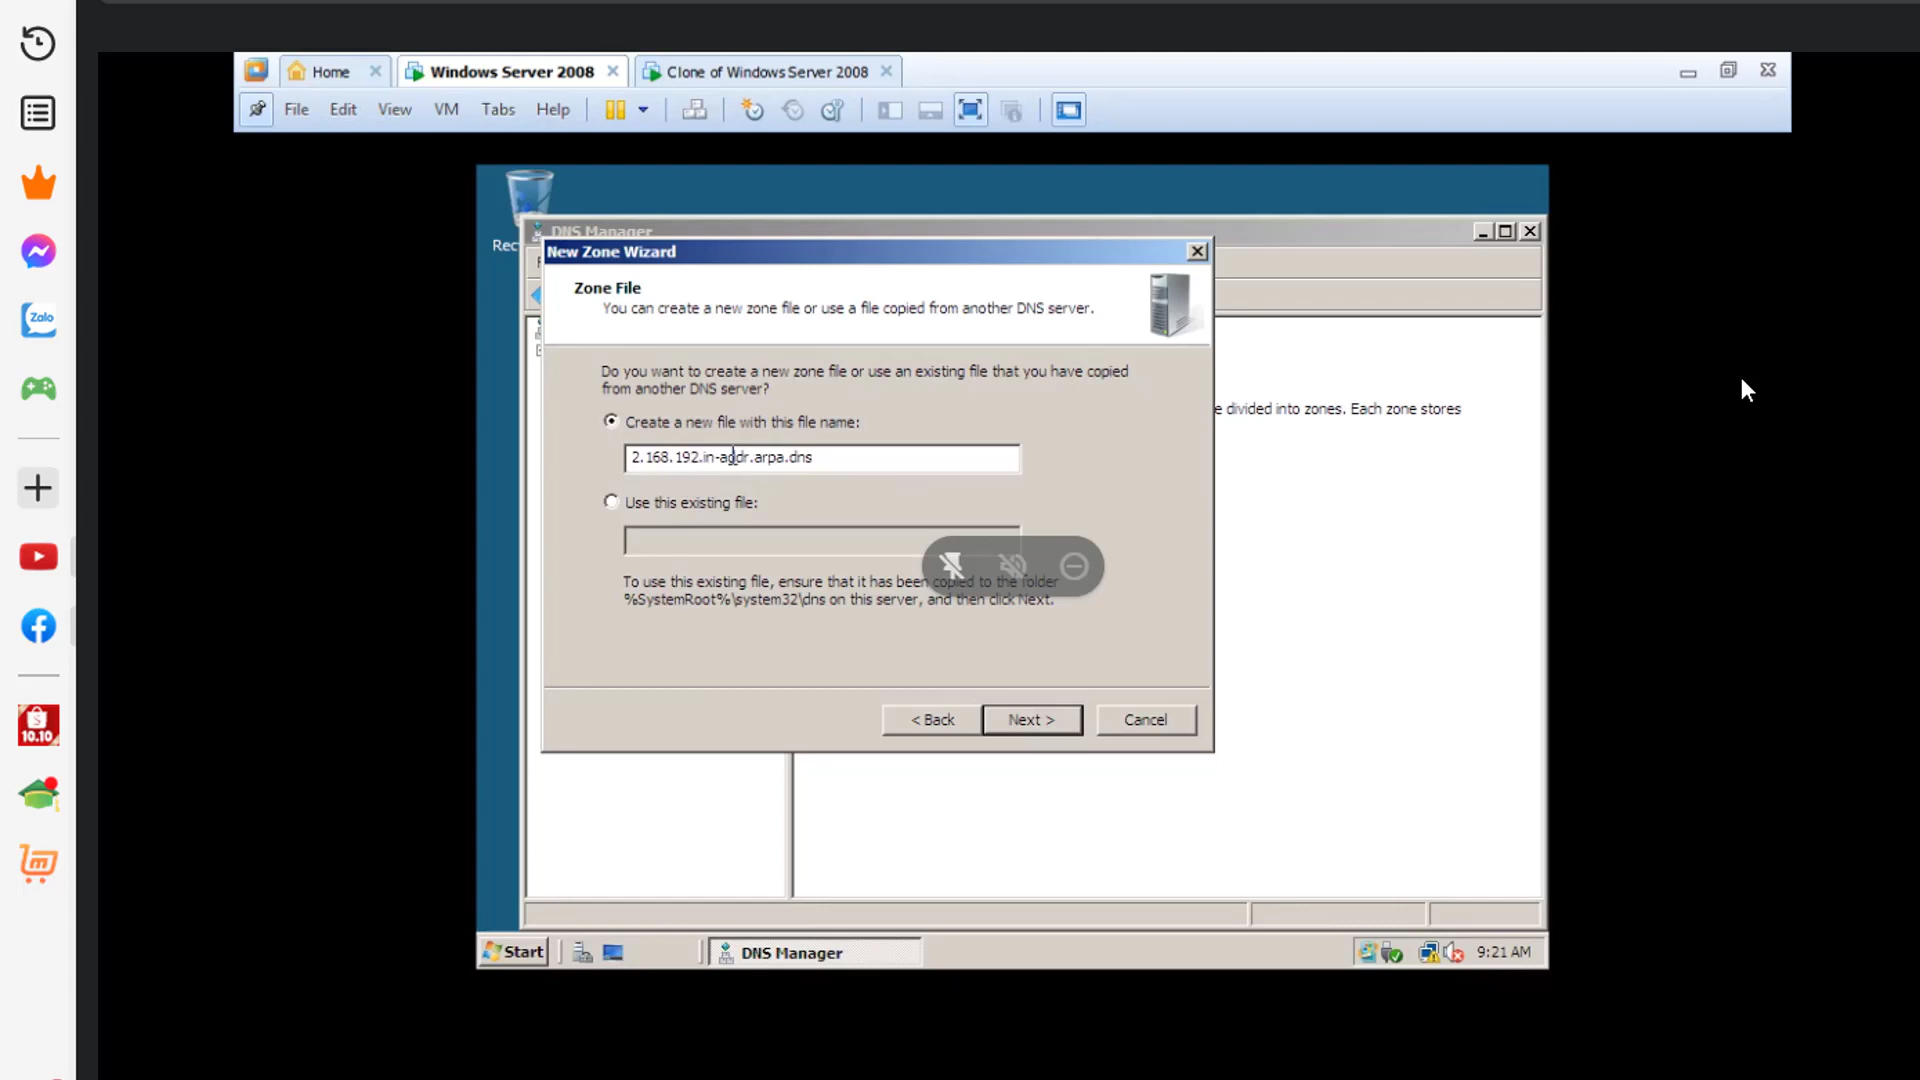 Home
Windows Server 2008
Clone of Windows Server 2008
File Edit View VM Tabs Help
DNS Manager
New Zone Wizard
Zone File
You can create a new zone file or use a file copied from another DNS server.
Do you want to create a new zone file or use an existing file that you have copied
from another DNS server?
e divided into zones. Each zone stores
Create a new file with this file name:
2.168.192.in-addr.arpa.dns
Use this existing file:
To use this existing file, ensure that it has been copied to the folder
%SystemRoot%\system32\dns on this server, and then click Next.
< Back Next > Cancel
Start DNS Manager 9:21 AM
Zalo
10.10